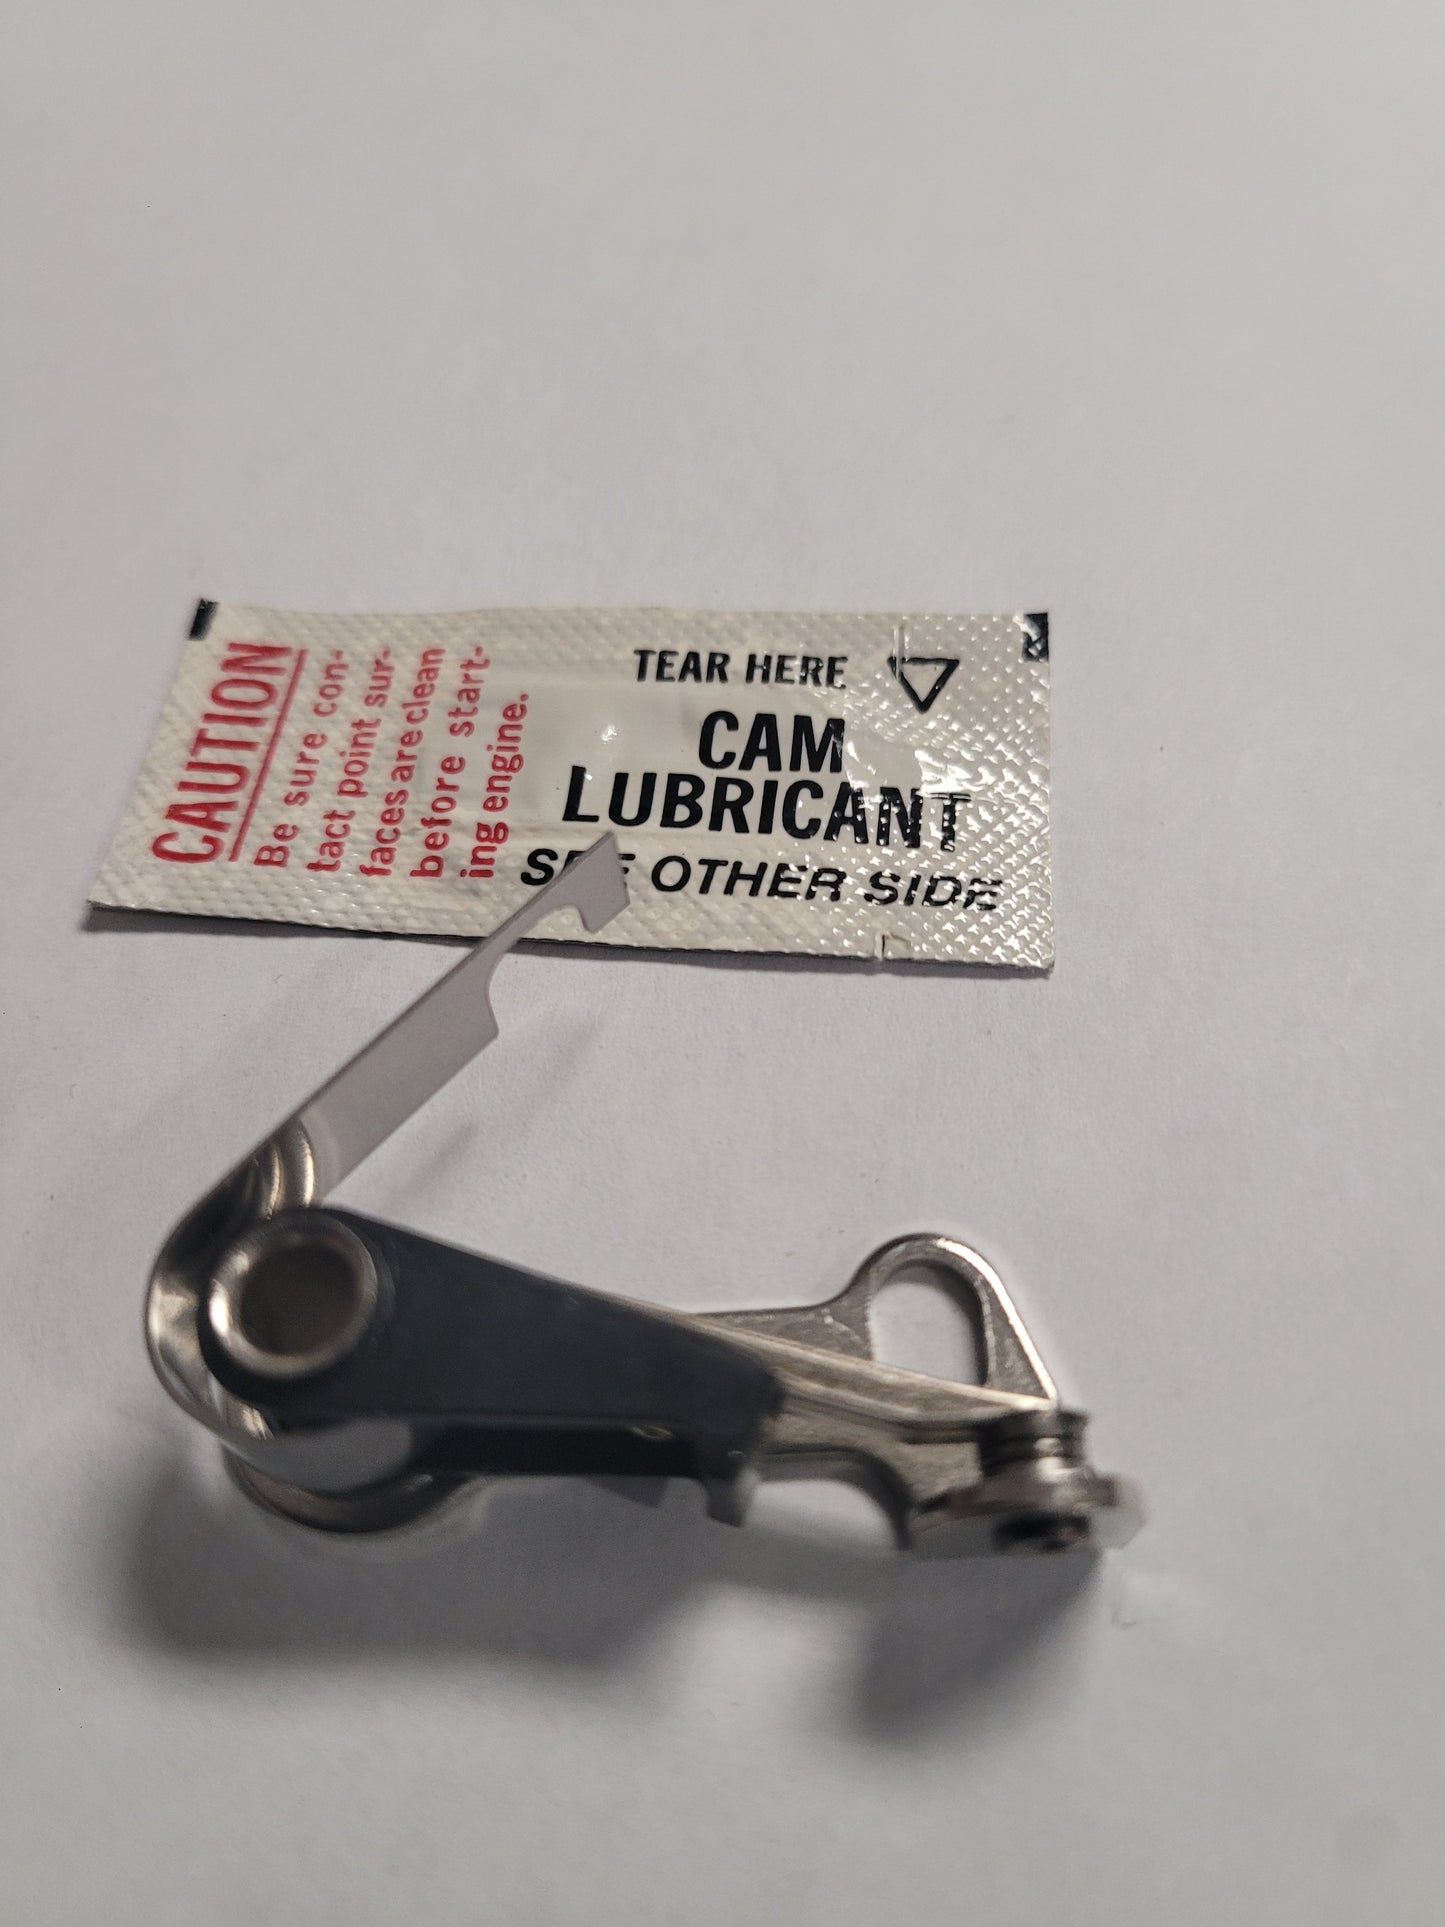 CAUTION
Be sure con-
tact point sur-
faces are clean
before start-
ing engine.
TEAR HERE
CAM
LUBRICANT
SEE OTHER SIDE